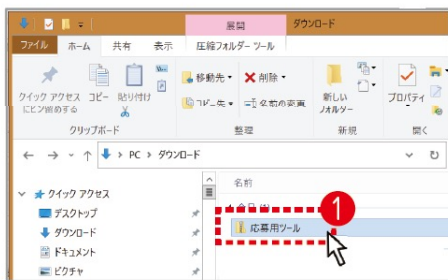 展開
ダウンロード
ファイル ホーム 共有 表示 圧縮フォルダー ツール
クイック アクセス にピン留めする
コピー
貼り付け
移動先
削除
コピー先
名前の変更
新しい フォルダー
プロパティ
クリップボード 整理 新規 開く
PC > ダウンロード
クイック アクセス
デスクトップ
ダウンロード
ドキュメント
ピクチャ
名前
今日 (1)
1
応募用ツール